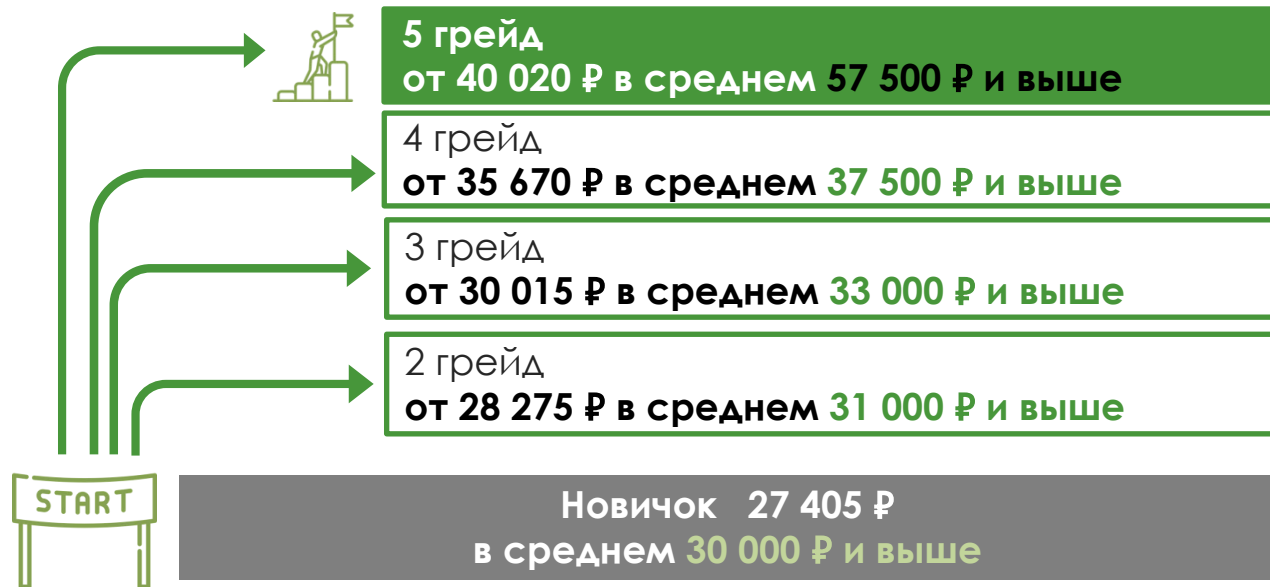 5 грейд
от 40 020 ₽ в среднем 57 500 ₽ и выше
4 грейд
от 35 670 ₽ в среднем 37 500 ₽ и выше
3 грейд
от 30 015 ₽ в среднем 33 000 ₽ и выше
2 грейд
от 28 275 ₽ в среднем 31 000 ₽ и выше
START
Новичок 27 405 ₽
в среднем 30 000 ₽ и выше